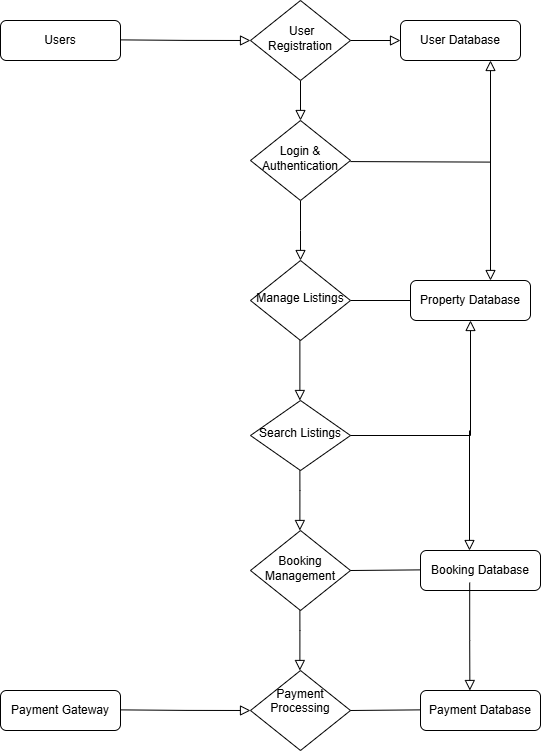 Users
User
Registration
User Database
Login &
Authentication
Manage Listings
Property Database
Search Listings
Booking
Management
Booking Database
Payment Gateway
Payment
Processing
Payment Database